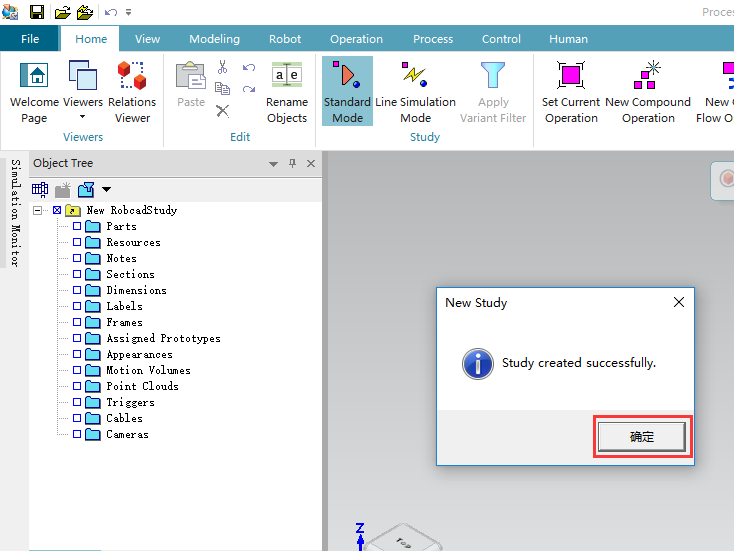 Process
File Home View Modeling Robot Operation Perspective Process Control Human
Welcome Page
Viewers
Relations Viewer
Viewers
Paste
a e
Rename Objects
Edit
Standard Mode
Line Simulation Mode
Apply Variant Filter
Study
Set Current Operation
New Compound Operation
New
Flow O
Simulation Monitor
Object Tree
New RobcadStudy
Parts
Resources
Notes
Sections
Dimensions
Labels
Frames
Assigned Prototypes
Appearances
Motion Volumes
Point Clouds
Triggers
Cables
Cameras
New Study
Study created successfully.
确定
Z
Top